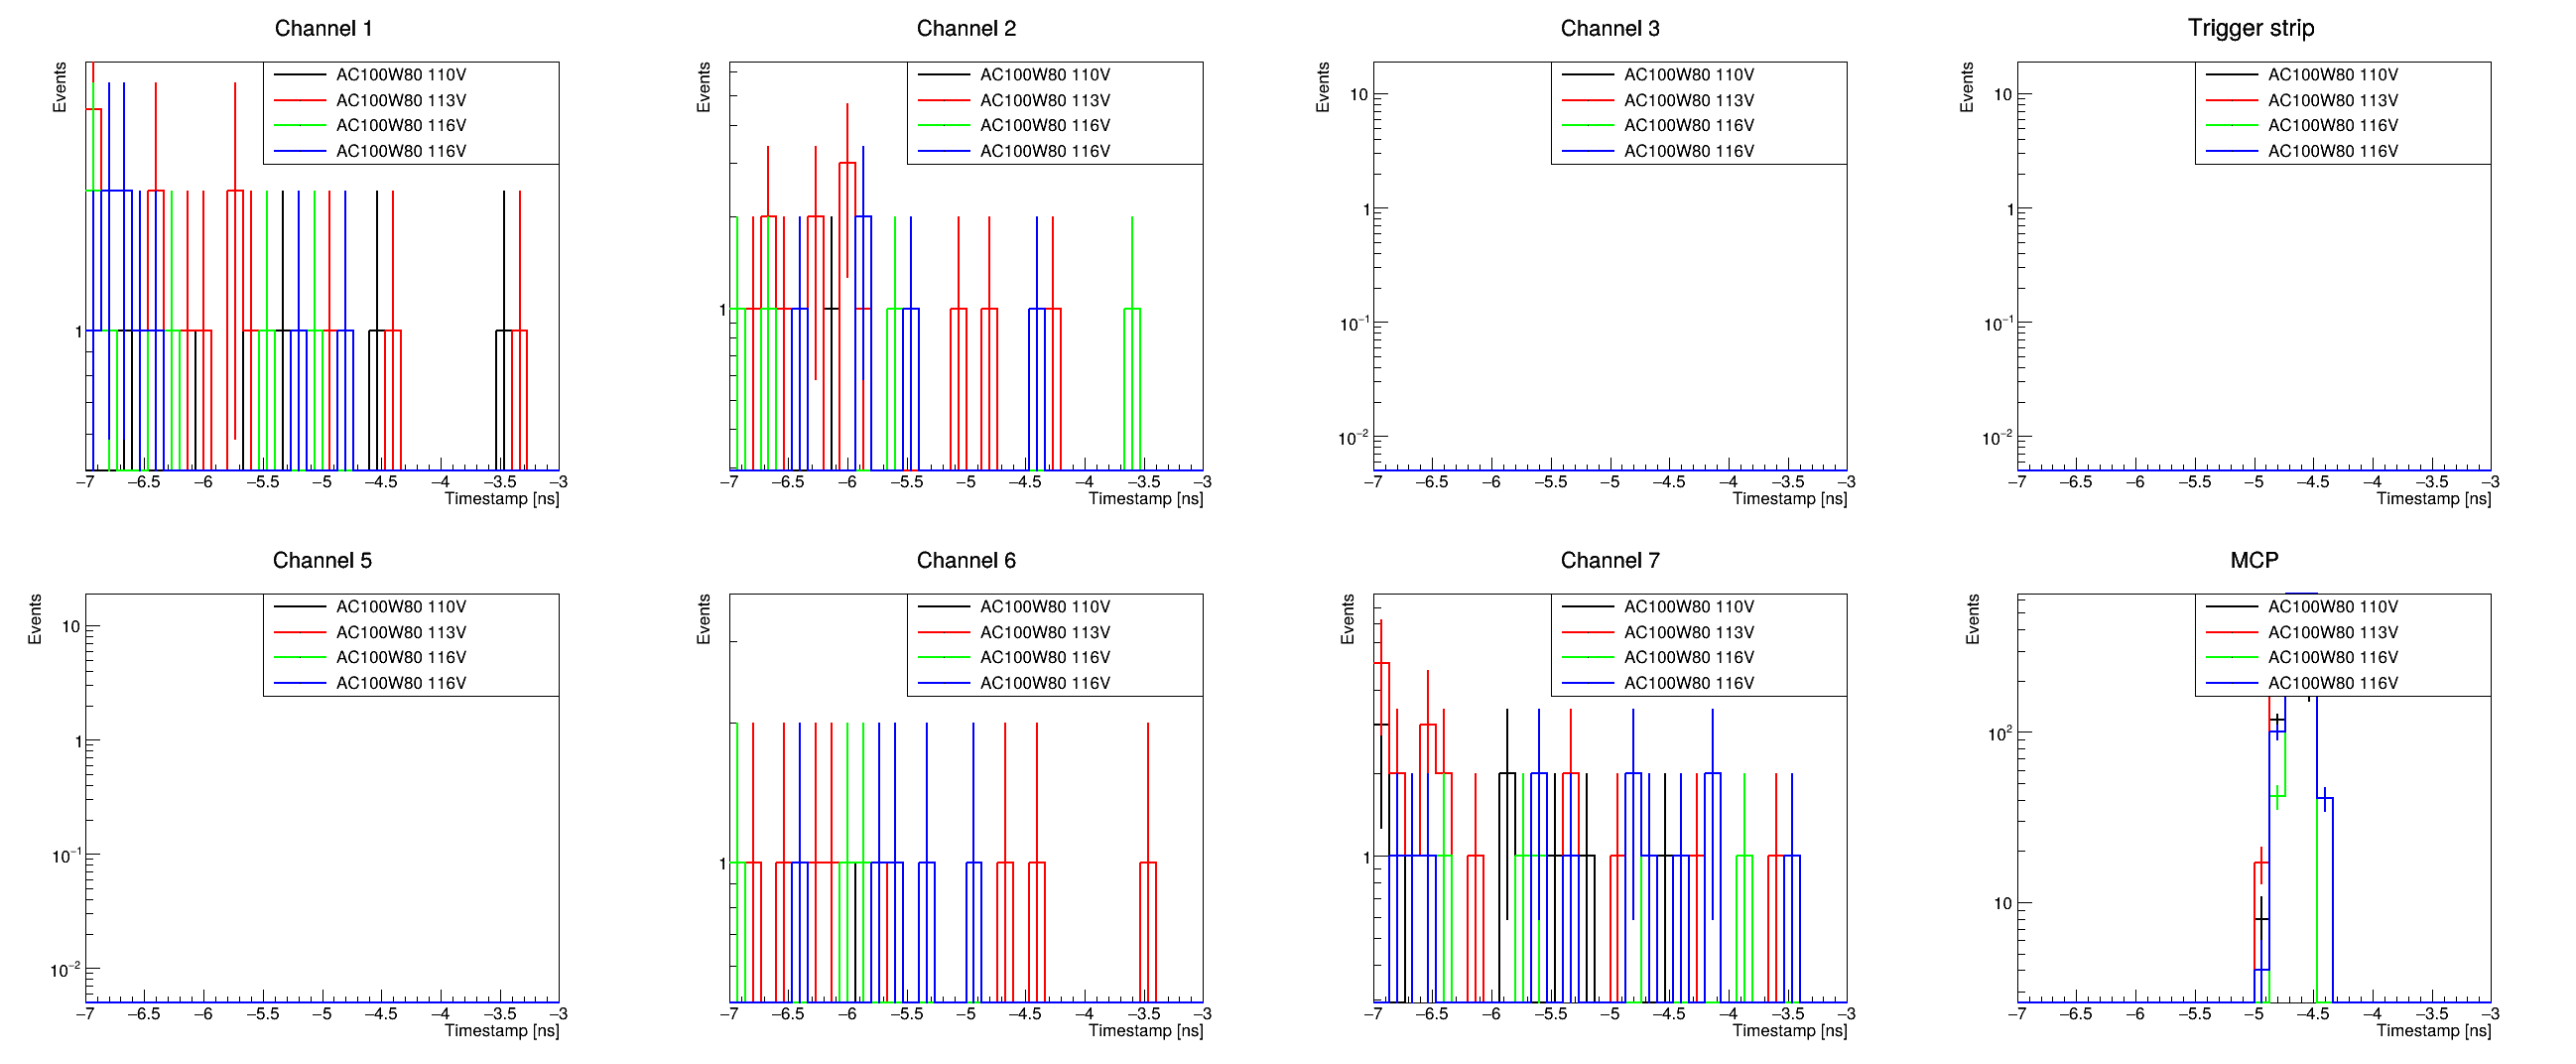 Channel 1
Events
AC100W80 110V
AC100W80 113V
AC100W80 116V
AC100W80 116V
1
−7 −6.5 −6 −5.5 −5 −4.5 −4 −3.5 −3
Timestamp [ns]
Channel 2
Events
AC100W80 110V
AC100W80 113V
AC100W80 116V
AC100W80 116V
1
−7 −6.5 −6 −5.5 −5 −4.5 −4 −3.5 −3
Timestamp [ns]
Channel 3
Events
AC100W80 110V
AC100W80 113V
AC100W80 116V
AC100W80 116V
10
1
10⁻¹
10⁻²
−7 −6.5 −6 −5.5 −5 −4.5 −4 −3.5 −3
Timestamp [ns]
Trigger strip
Events
AC100W80 110V
AC100W80 113V
AC100W80 116V
AC100W80 116V
10
1
10⁻¹
10⁻²
−7 −6.5 −6 −5.5 −5 −4.5 −4 −3.5 −3
Timestamp [ns]
Channel 5
Events
AC100W80 110V
AC100W80 113V
AC100W80 116V
AC100W80 116V
10
1
10⁻¹
10⁻²
−7 −6.5 −6 −5.5 −5 −4.5 −4 −3.5 −3
Timestamp [ns]
Channel 6
Events
AC100W80 110V
AC100W80 113V
AC100W80 116V
AC100W80 116V
1
−7 −6.5 −6 −5.5 −5 −4.5 −4 −3.5 −3
Timestamp [ns]
Channel 7
Events
AC100W80 110V
AC100W80 113V
AC100W80 116V
AC100W80 116V
1
−7 −6.5 −6 −5.5 −5 −4.5 −4 −3.5 −3
Timestamp [ns]
MCP
Events
AC100W80 110V
AC100W80 113V
AC100W80 116V
AC100W80 116V
10²
10
−7 −6.5 −6 −5.5 −5 −4.5 −4 −3.5 −3
Timestamp [ns]